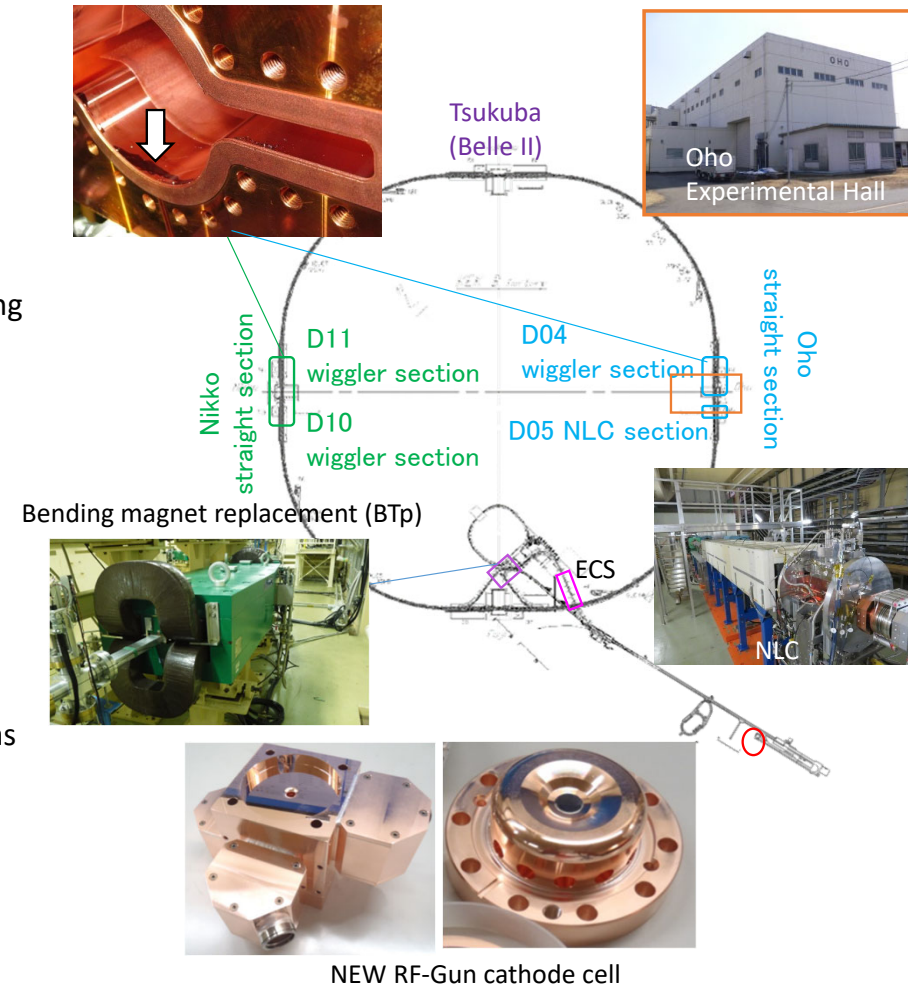 Tsukuba
(Belle II)
OHO
Oho
Experimental Hall
ng
D11
wiggler section
D04
wiggler section
Nikko
straight section
Oho
straight section
D10
wiggler section
D05 NLC section
Bending magnet replacement (BTp)
ECS
NLC
ns
NEW RF-Gun cathode cell